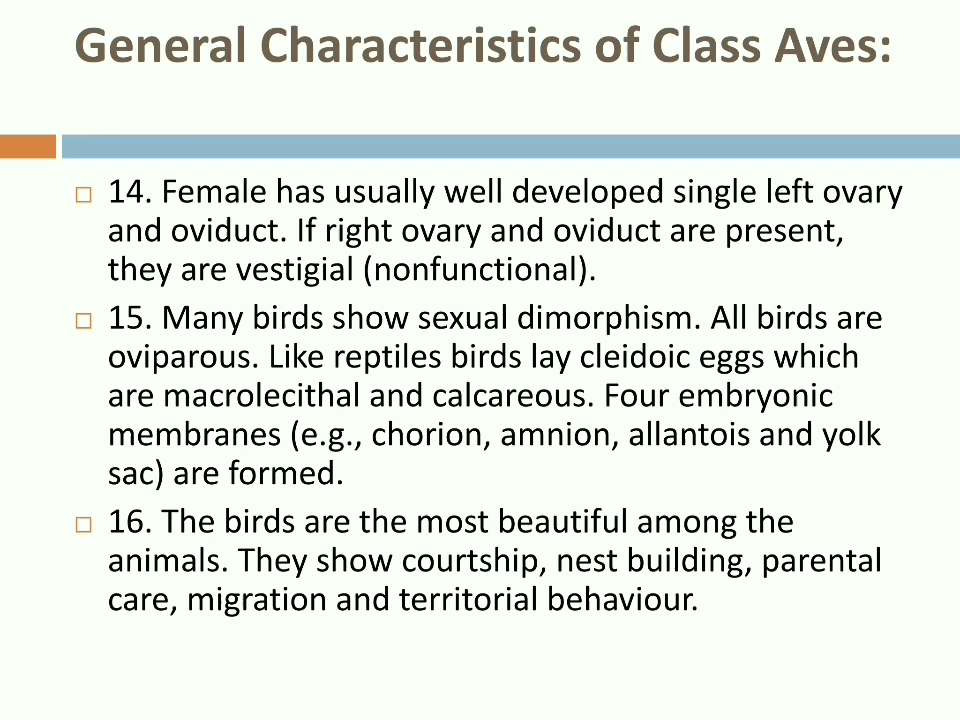 General Characteristics of Class Aves:
14. Female has usually well developed single left ovary
and oviduct. If right ovary and oviduct are present,
they are vestigial (nonfunctional).
15. Many birds show sexual dimorphism. All birds are
oviparous. Like reptiles birds lay cleidoic eggs which
are macrolecithal and calcareous. Four embryonic
membranes (e.g., chorion, amnion, allantois and yolk
sac) are formed.
16. The birds are the most beautiful among the
animals. They show courtship, nest building, parental
care, migration and territorial behaviour.